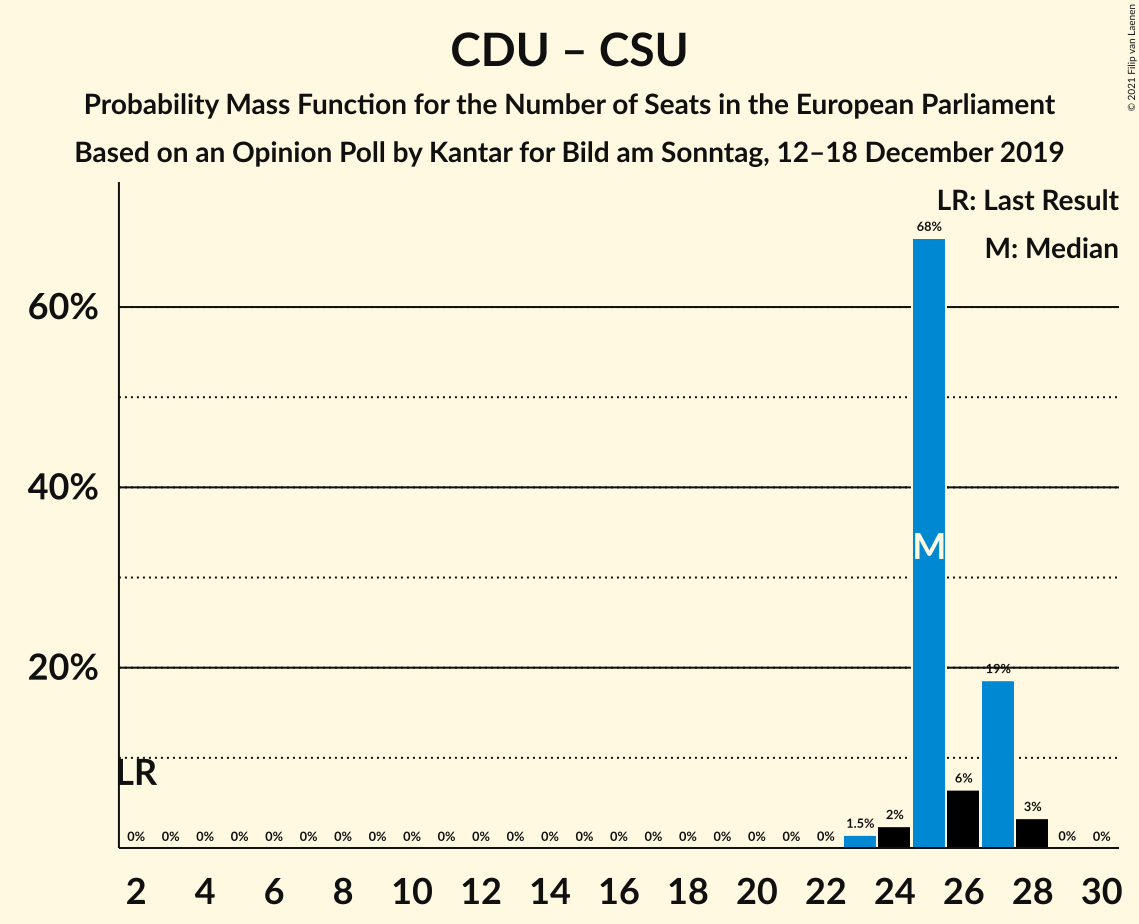 CDU – CSU
Probability Mass Function for the Number of Seats in the European Parliament
Based on an Opinion Poll by Kantar for Bild am Sonntag, 12–18 December 2019
© 2021 Filip van Laenen
LR: Last Result
M: Median
68%
60%
40%
M
20%
19%
LR
6%
3%
2%
1.5%
0% 0% 0% 0% 0% 0% 0% 0% 0% 0% 0% 0% 0% 0% 0% 0% 0% 0% 0% 0% 0% 0% 0%
2 4 6 8 10 12 14 16 18 20 22 24 26 28 30